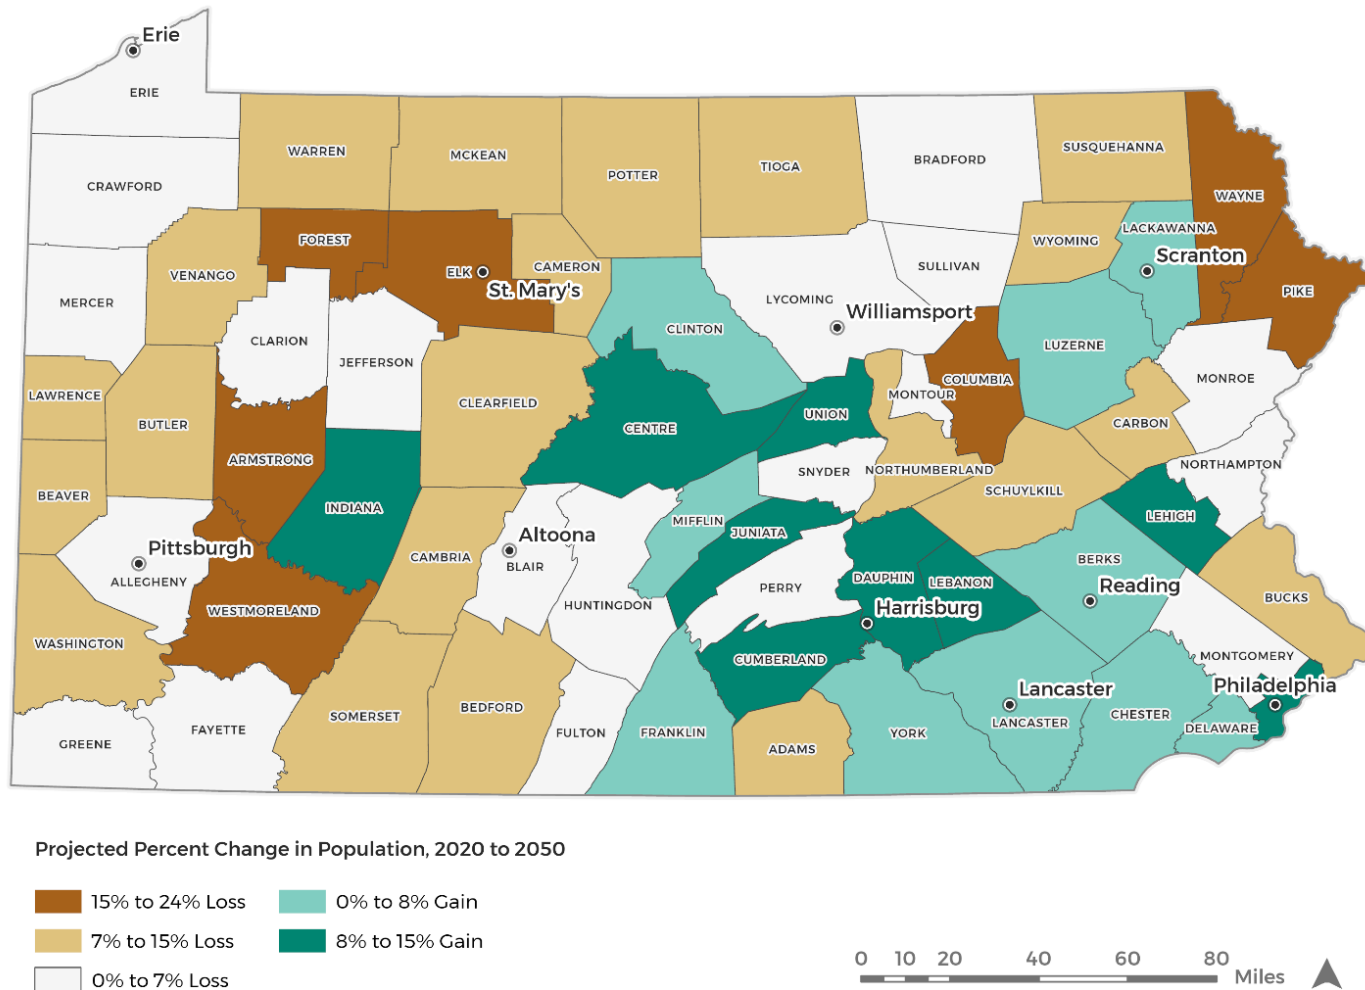 Erie
ERIE
WARREN
MCKEAN
POTTER
TIOGA
BRADFORD
SUSQUEHANNA
WAYNE
CRAWFORD
FOREST
ELK
St. Mary's
CAMERON
VENANGO
MERCER
CLINTON
LYCOMING
Williamsport
SULLIVAN
WYOMING
LACKAWANNA
Scranton
PIKE
CLARION
JEFFERSON
LUZERNE
MONROE
LAWRENCE
BUTLER
CLEARFIELD
CENTRE
UNION
MONTOUR
COLUMBIA
CARBON
BEAVER
ARMSTRONG
INDIANA
SNYDER
NORTHUMBERLAND
SCHUYLKILL
NORTHAMPTON
LEHIGH
Pittsburgh
ALLEGHENY
CAMBRIA
Altoona
BLAIR
MIFFLIN
JUNIATA
HUNTINGDON
PERRY
DAUPHIN
LEBANON
Harrisburg
BERKS
Reading
BUCKS
WASHINGTON
WESTMORELAND
CUMBERLAND
MONTGOMERY
Philadelphia
GREENE
FAYETTE
SOMERSET
BEDFORD
FULTON
FRANKLIN
ADAMS
YORK
Lancaster
LANCASTER
CHESTER
DELAWARE
Projected Percent Change in Population, 2020 to 2050
15% to 24% Loss
7% to 15% Loss
0% to 7% Loss
0% to 8% Gain
8% to 15% Gain
0 10 20 40 60 80
Miles